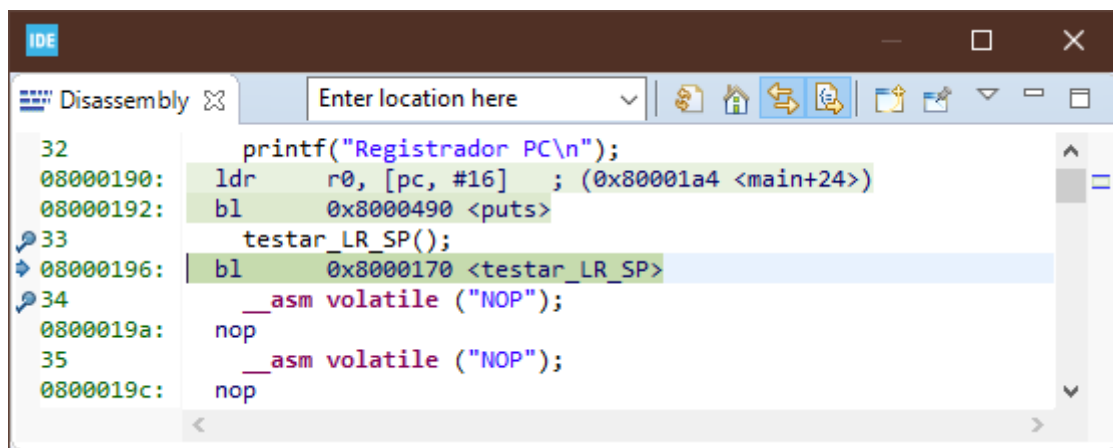 IDE
Disassembly Enter location here
32 printf("Registrador PC\n");
08000190: ldr r0, [pc, #16] ; (0x80001a4 <main+24>)
08000192: bl 0x8000490 <puts>
33 testar_LR_SP();
08000196: bl 0x8000170 <testar_LR_SP>
34 __asm volatile ("NOP");
0800019a: nop
35 __asm volatile ("NOP");
0800019c: nop